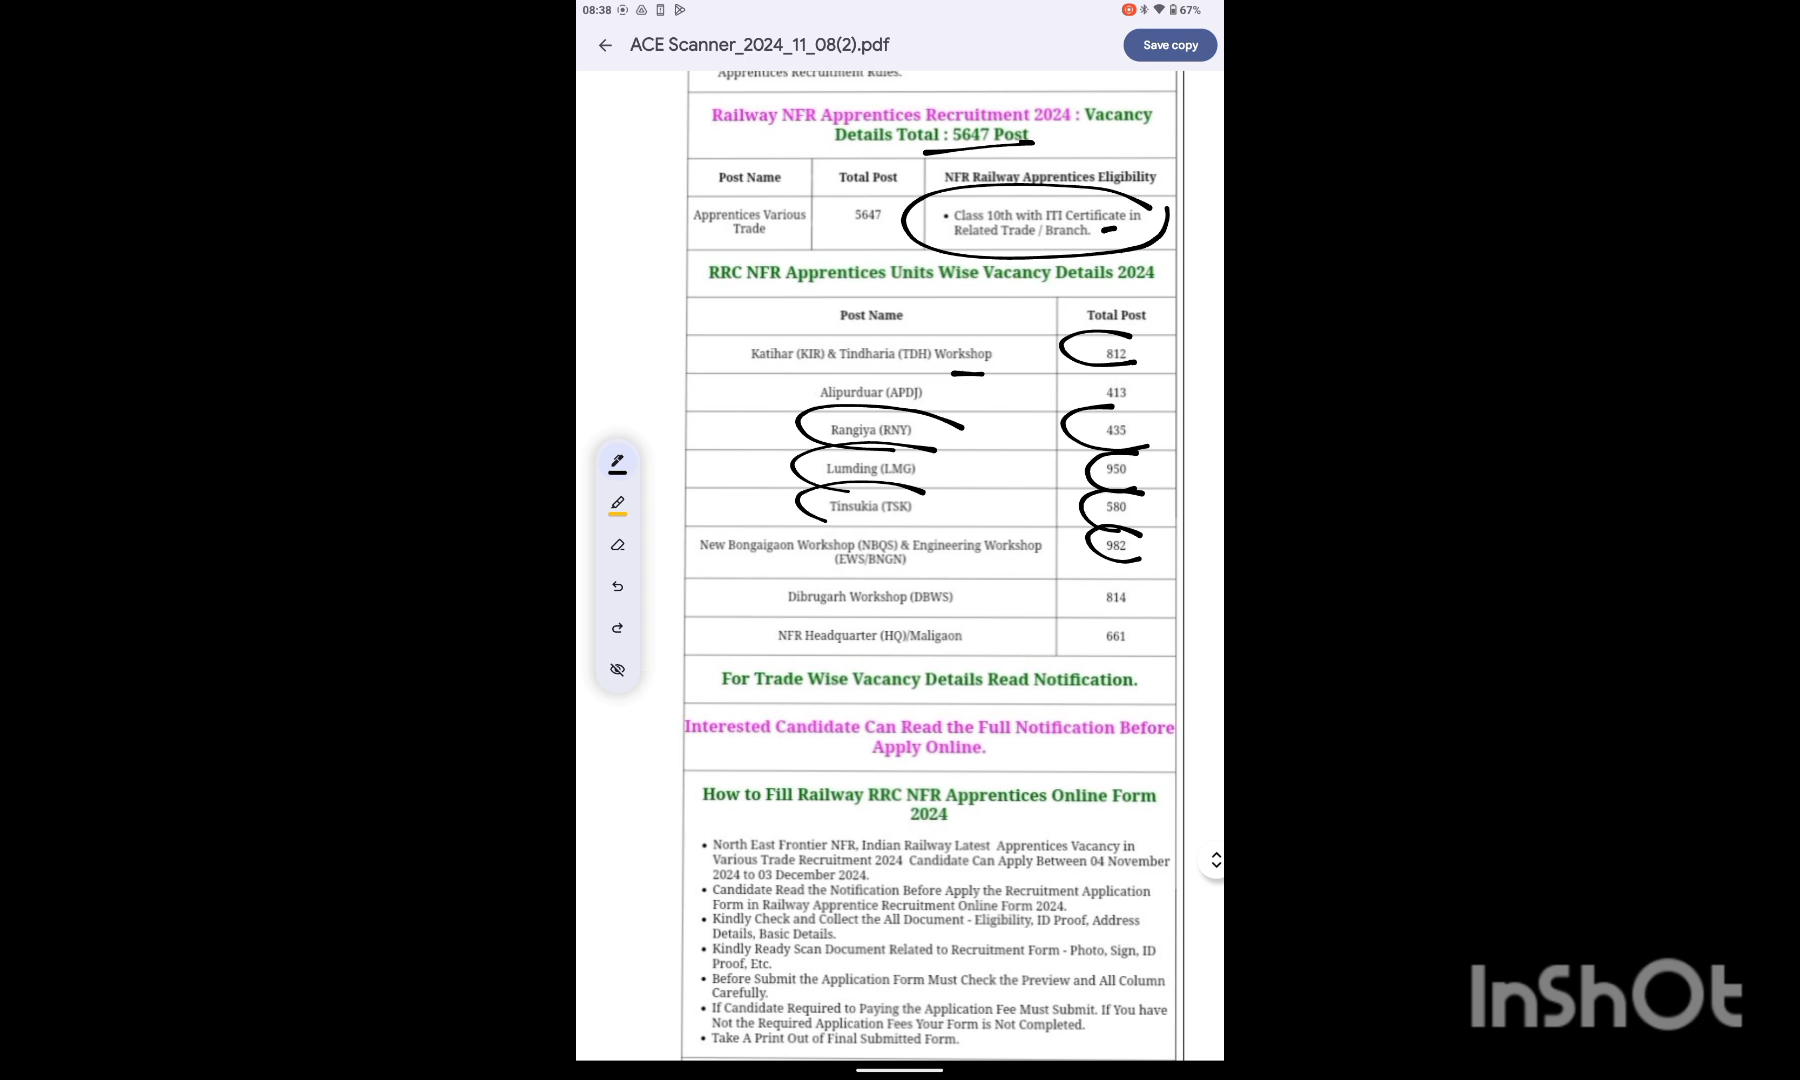 08:38
67%
ACE Scanner_2024_11_08(2).pdf
Save copy
Apprentices Recruitment Rules.
Railway NFR Apprentices Recruitment 2024 : Vacancy
Details Total : 5647 Post
Post Name Total Post NFR Railway Apprentices Eligibility
Apprentices Various
Trade
5647
• Class 10th with ITI Certificate in
Related Trade / Branch.
RRC NFR Apprentices Units Wise Vacancy Details 2024
Post Name Total Post
Katihar (KIR) & Tindharia (TDH) Workshop 812
Alipurduar (APDJ) 413
Rangiya (RNY) 435
Lumding (LMG) 950
Tinsukia (TSK) 580
New Bongaigaon Workshop (NBQS) & Engineering Workshop
(EWS/BNGN)
982
Dibrugarh Workshop (DBWS) 814
NFR Headquarter (HQ)/Maligaon 661
For Trade Wise Vacancy Details Read Notification.
Interested Candidate Can Read the Full Notification Before
Apply Online.
How to Fill Railway RRC NFR Apprentices Online Form
2024
• North East Frontier NFR, Indian Railway Latest Apprentices Vacancy in
Various Trade Recruitment 2024 Candidate Can Apply Between 04 November
2024 to 03 December 2024.
• Candidate Read the Notification Before Apply the Recruitment Application
Form in Railway Apprentice Recruitment Online Form 2024.
• Kindly Check and Collect the All Document - Eligibility, ID Proof, Address
Details, Basic Details.
• Kindly Ready Scan Document Related to Recruitment Form - Photo, Sign, ID
Proof, Etc.
• Before Submit the Application Form Must Check the Preview and All Column
Carefully.
• If Candidate Required to Paying the Application Fee Must Submit. If You have
Not the Required Application Fees Your Form is Not Completed.
• Take A Print Out of Final Submitted Form.
InShOt